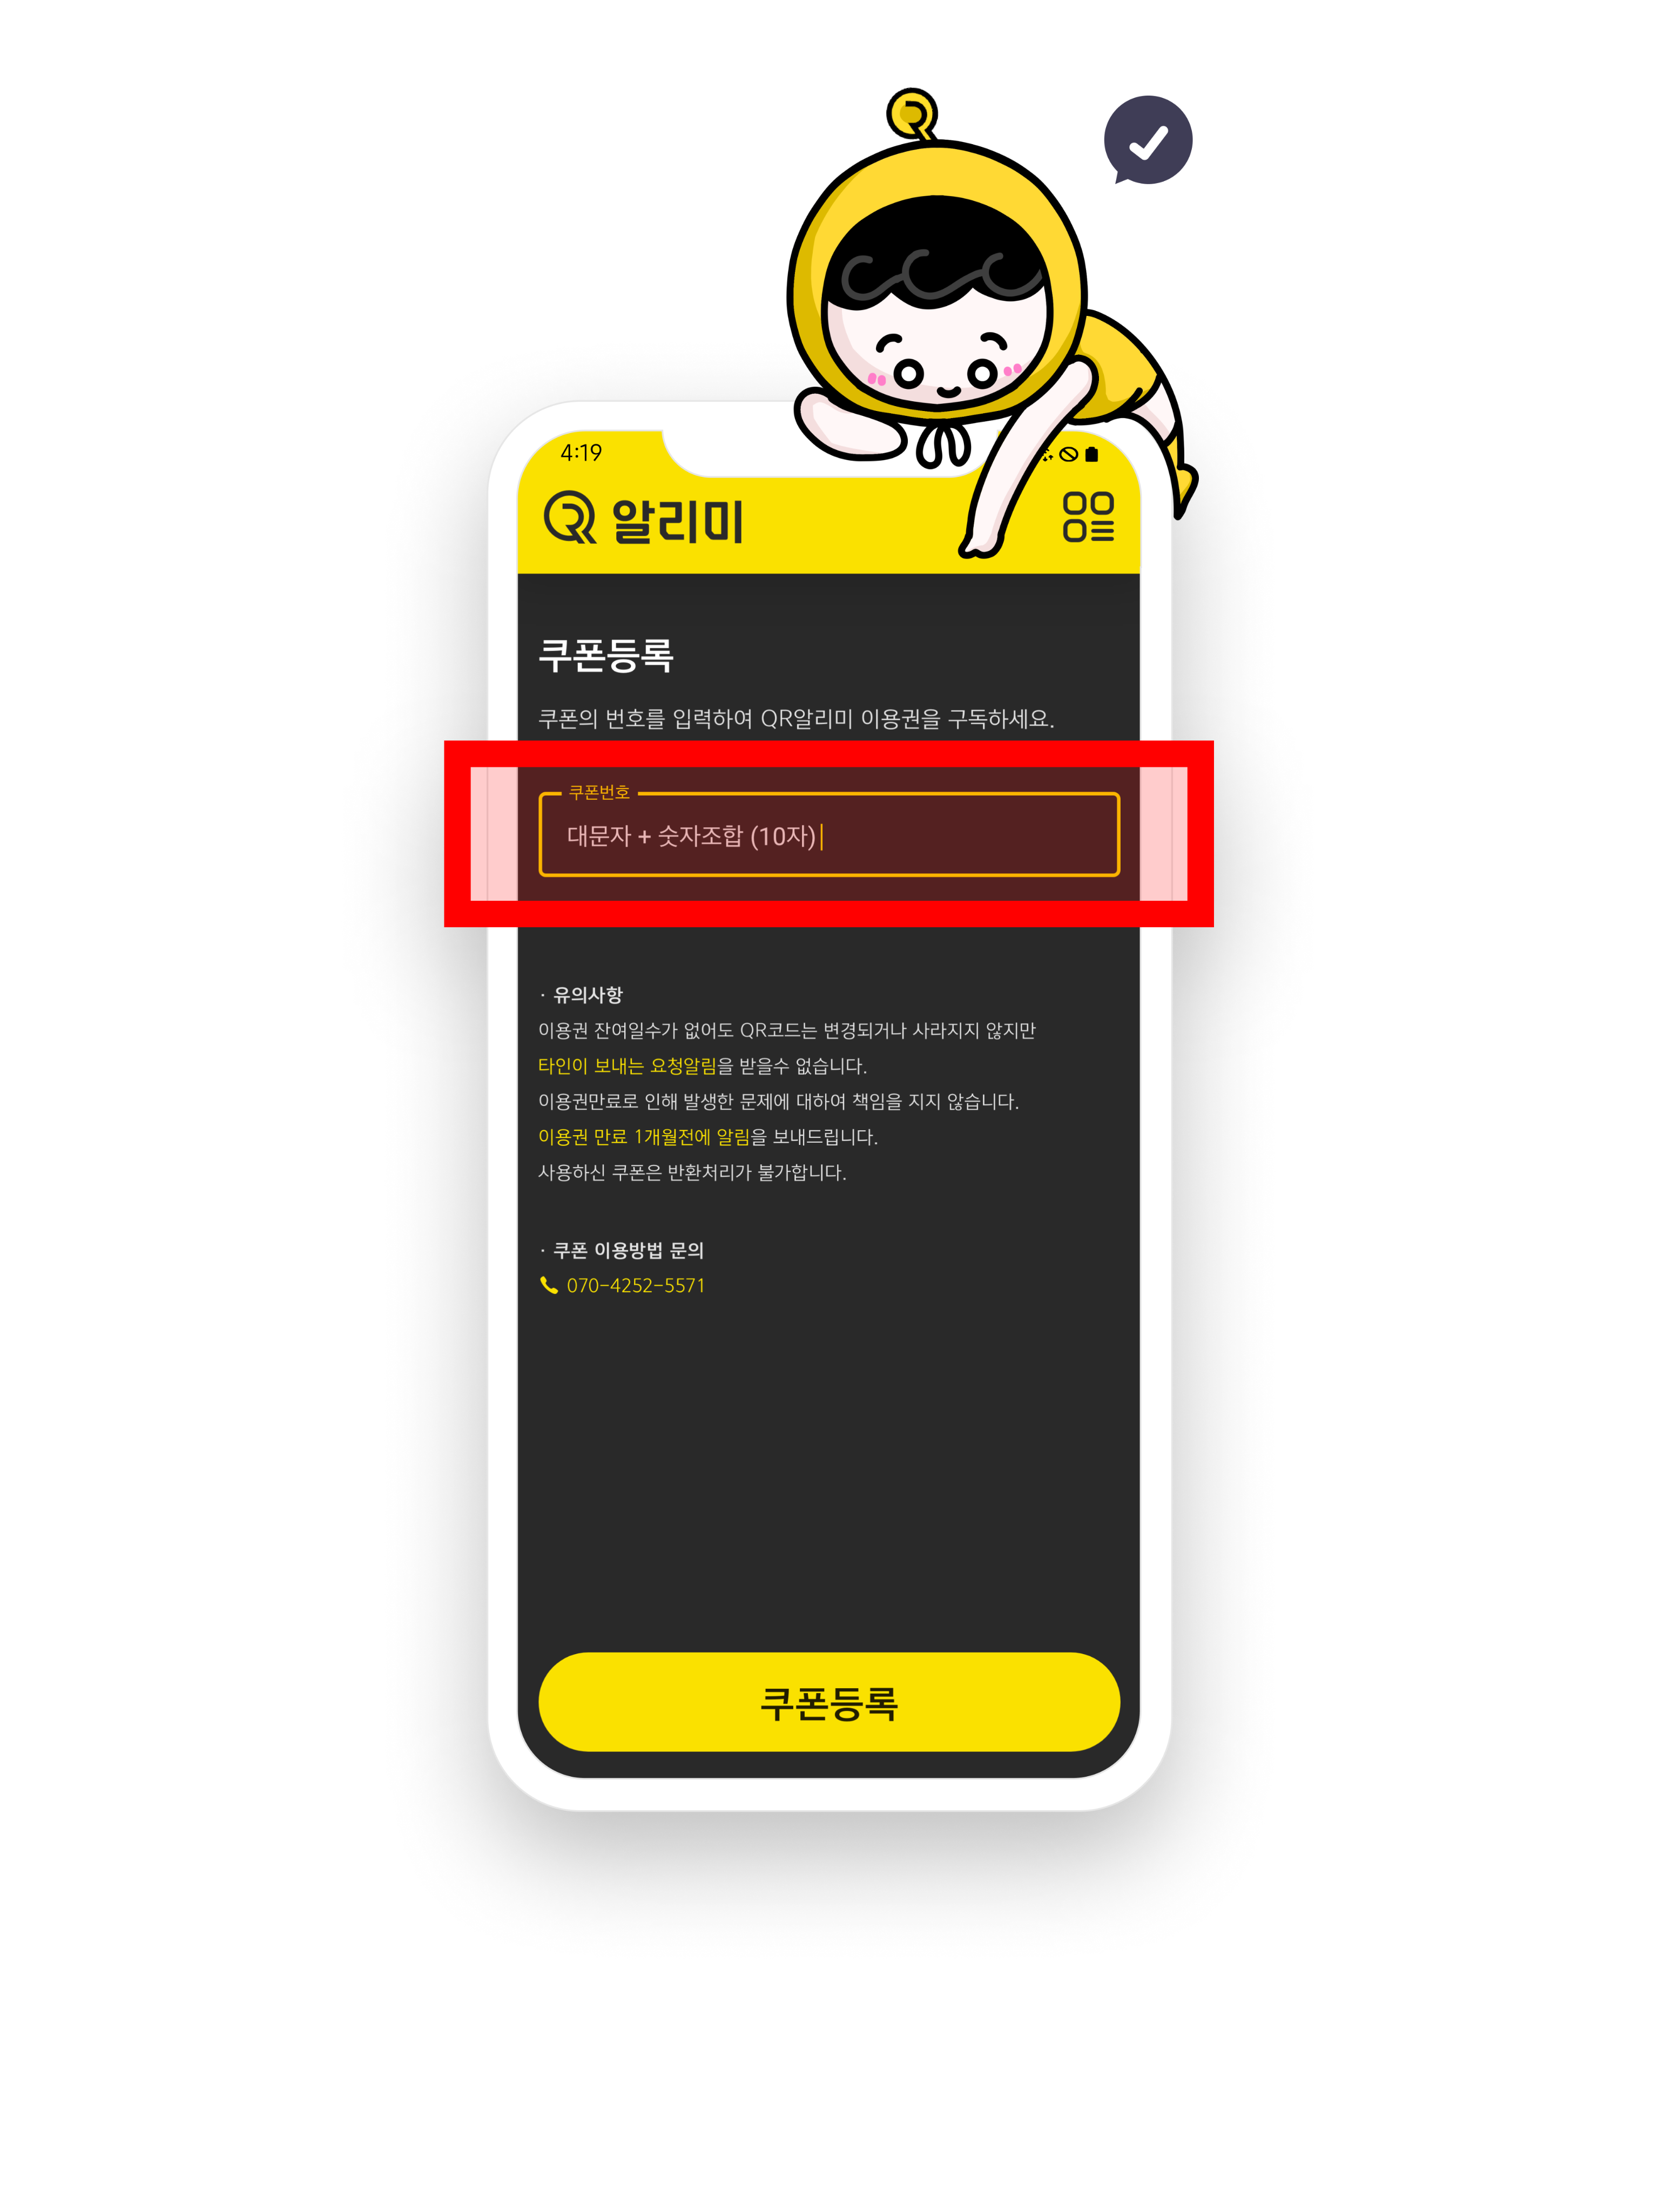 4:19
QR 알리미
쿠폰등록
쿠폰의 번호를 입력하여 QR알리미 이용권을 구독하세요.
쿠폰번호
대문자 + 숫자조합 (10자)
· 유의사항
이용권 잔여일수가 없어도 QR코드는 변경되거나 사라지지 않지만
타인이 보내는 요청알림을 받을수 없습니다.
이용권만료로 인해 발생한 문제에 대하여 책임을 지지 않습니다.
이용권 만료 1개월전에 알림을 보내드립니다.
사용하신 쿠폰은 반환처리가 불가합니다.
· 쿠폰 이용방법 문의
070-4252-5571
쿠폰등록